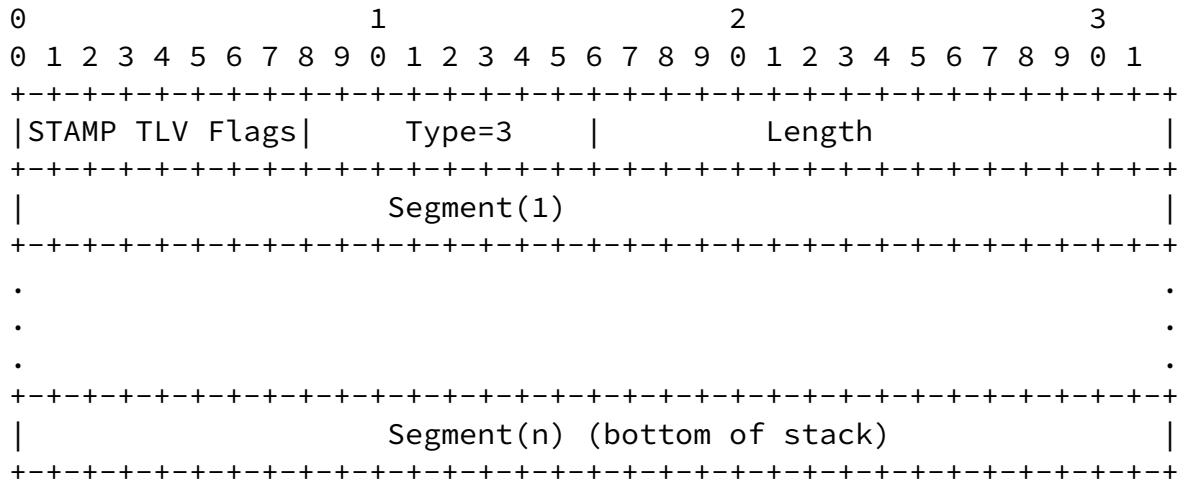 0                   1                   2                   3
0 1 2 3 4 5 6 7 8 9 0 1 2 3 4 5 6 7 8 9 0 1 2 3 4 5 6 7 8 9 0 1
+-+-+-+-+-+-+-+-+-+-+-+-+-+-+-+-+-+-+-+-+-+-+-+-+-+-+-+-+-+-+-+-+
|STAMP TLV Flags|     Type=3    |         Length                |
+-+-+-+-+-+-+-+-+-+-+-+-+-+-+-+-+-+-+-+-+-+-+-+-+-+-+-+-+-+-+-+-+
|                    Segment(1)                                 |
+-+-+-+-+-+-+-+-+-+-+-+-+-+-+-+-+-+-+-+-+-+-+-+-+-+-+-+-+-+-+-+-+
.                                                               .
.                                                               .
.                                                               .
+-+-+-+-+-+-+-+-+-+-+-+-+-+-+-+-+-+-+-+-+-+-+-+-+-+-+-+-+-+-+-+-+
|                    Segment(n) (bottom of stack)               |
+-+-+-+-+-+-+-+-+-+-+-+-+-+-+-+-+-+-+-+-+-+-+-+-+-+-+-+-+-+-+-+-+